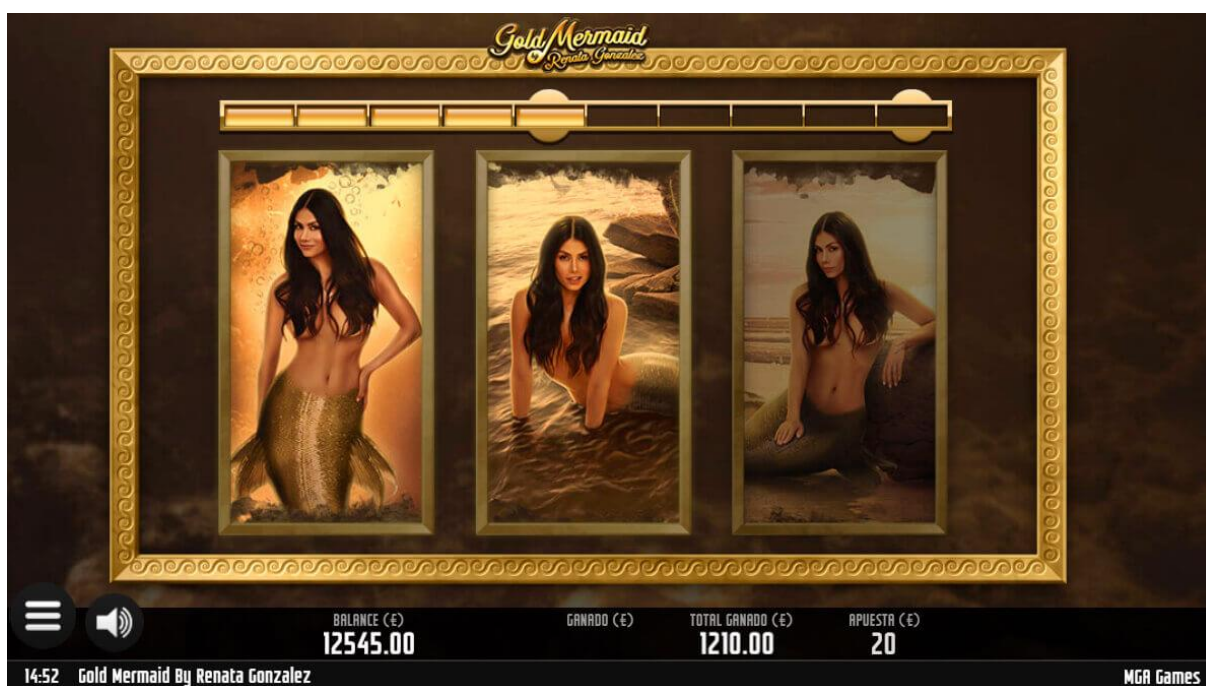 Gold Mermaid
By Renata Gonzalez
BALANCE (€)
12545.00
GANADO (€)
TOTAL GANADO (€)
1210.00
APUESTA (€)
20
14:52 Gold Mermaid By Renata Gonzalez
MGA Games